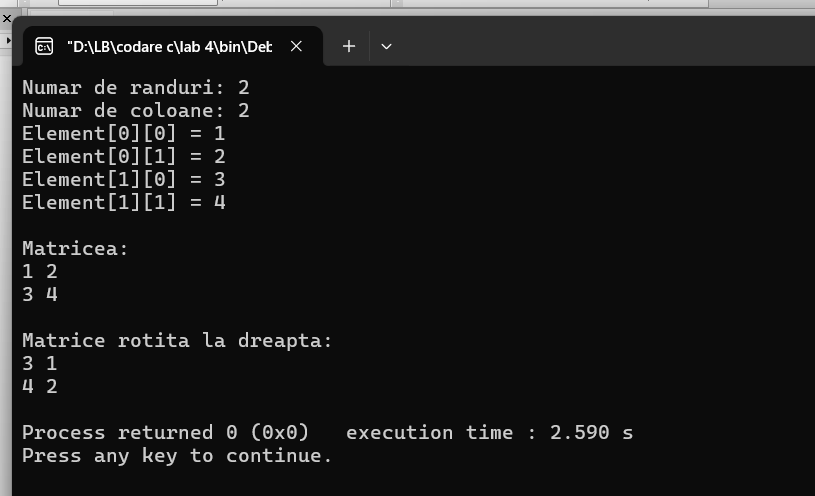 "D:\LB\codare c\lab 4\bin\Det
Numar de randuri: 2
Numar de coloane: 2
Element[0][0] = 1
Element[0][1] = 2
Element[1][0] = 3
Element[1][1] = 4
Matricea:
1 2
3 4
Matrice rotita la dreapta:
3 1
4 2
Process returned 0 (0x0)   execution time : 2.590 s
Press any key to continue.